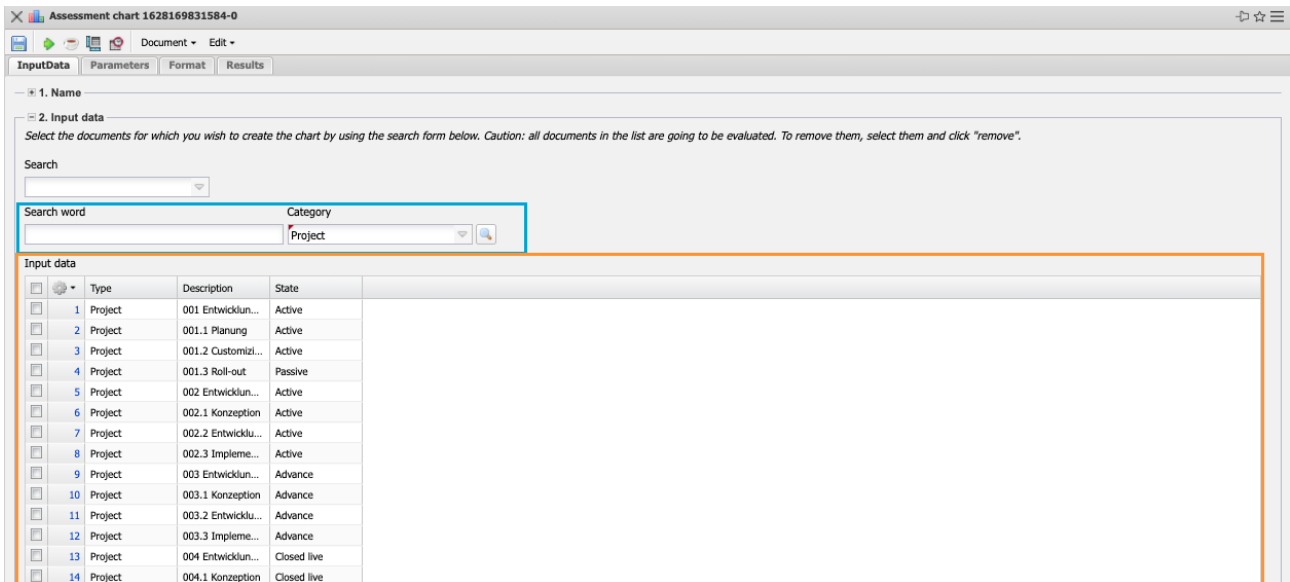 Assessment chart 1628169831584-0
Document Edit
InputData Parameters Format Results
1. Name
2. Input data
Select the documents for which you wish to create the chart by using the search form below. Caution: all documents in the list are going to be evaluated. To remove them, select them and click "remove".
Search
Search word Category
Project
Input data
Type Description State
1 Project 001 Entwicklun... Active
2 Project 001.1 Planung Active
3 Project 001.2 Customizi... Active
4 Project 001.3 Roll-out Passive
5 Project 002 Entwicklun... Active
6 Project 002.1 Konzeption Active
7 Project 002.2 Entwicklu... Active
8 Project 002.3 Impleme... Active
9 Project 003 Entwicklun... Advance
10 Project 003.1 Konzeption Advance
11 Project 003.2 Entwicklu... Advance
12 Project 003.3 Impleme... Advance
13 Project 004 Entwicklun... Closed live
14 Project 004.1 Konzeption Closed live